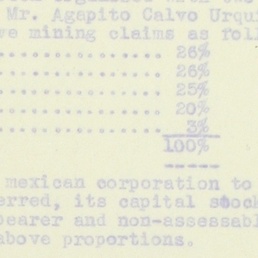 Mr. Agapito Calvo Urqui
ve mining claims as fol
.................. 26%
.................. 26%
.................. 25%
.................. 20%
.................. 3%
100%
mexican corporation to
erred, its capital stock
bearer and non-assessabl
above proportions.